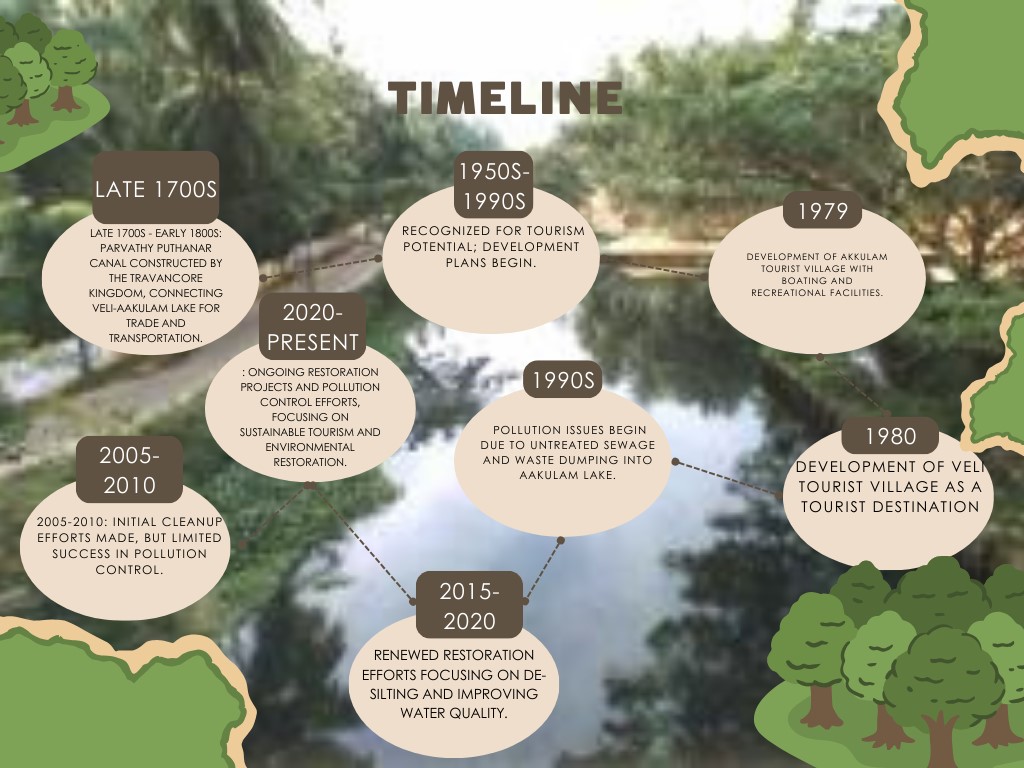 TIMELINE
LATE 1700S
LATE 1700S - EARLY 1800S:
PARVATHY PUTHANAR
CANAL CONSTRUCTED BY
THE TRAVANCORE
KINGDOM, CONNECTING
VELI-AAKULAM LAKE FOR
TRADE AND
TRANSPORTATION.
1950S-
1990S
RECOGNIZED FOR TOURISM
POTENTIAL; DEVELOPMENT
PLANS BEGIN.
1979
DEVELOPMENT OF AKKULAM
TOURIST VILLAGE WITH
BOATING AND
RECREATIONAL FACILITIES.
1980
DEVELOPMENT OF VELI
TOURIST VILLAGE AS A
TOURIST DESTINATION
1990S
POLLUTION ISSUES BEGIN
DUE TO UNTREATED SEWAGE
AND WASTE DUMPING INTO
AAKULAM LAKE.
2015-
2020
RENEWED RESTORATION
EFFORTS FOCUSING ON DE-
SILTING AND IMPROVING
WATER QUALITY.
2020-
PRESENT
: ONGOING RESTORATION
PROJECTS AND POLLUTION
CONTROL EFFORTS,
FOCUSING ON
SUSTAINABLE TOURISM AND
ENVIRONMENTAL
RESTORATION.
2005-
2010
2005-2010: INITIAL CLEANUP
EFFORTS MADE, BUT LIMITED
SUCCESS IN POLLUTION
CONTROL.